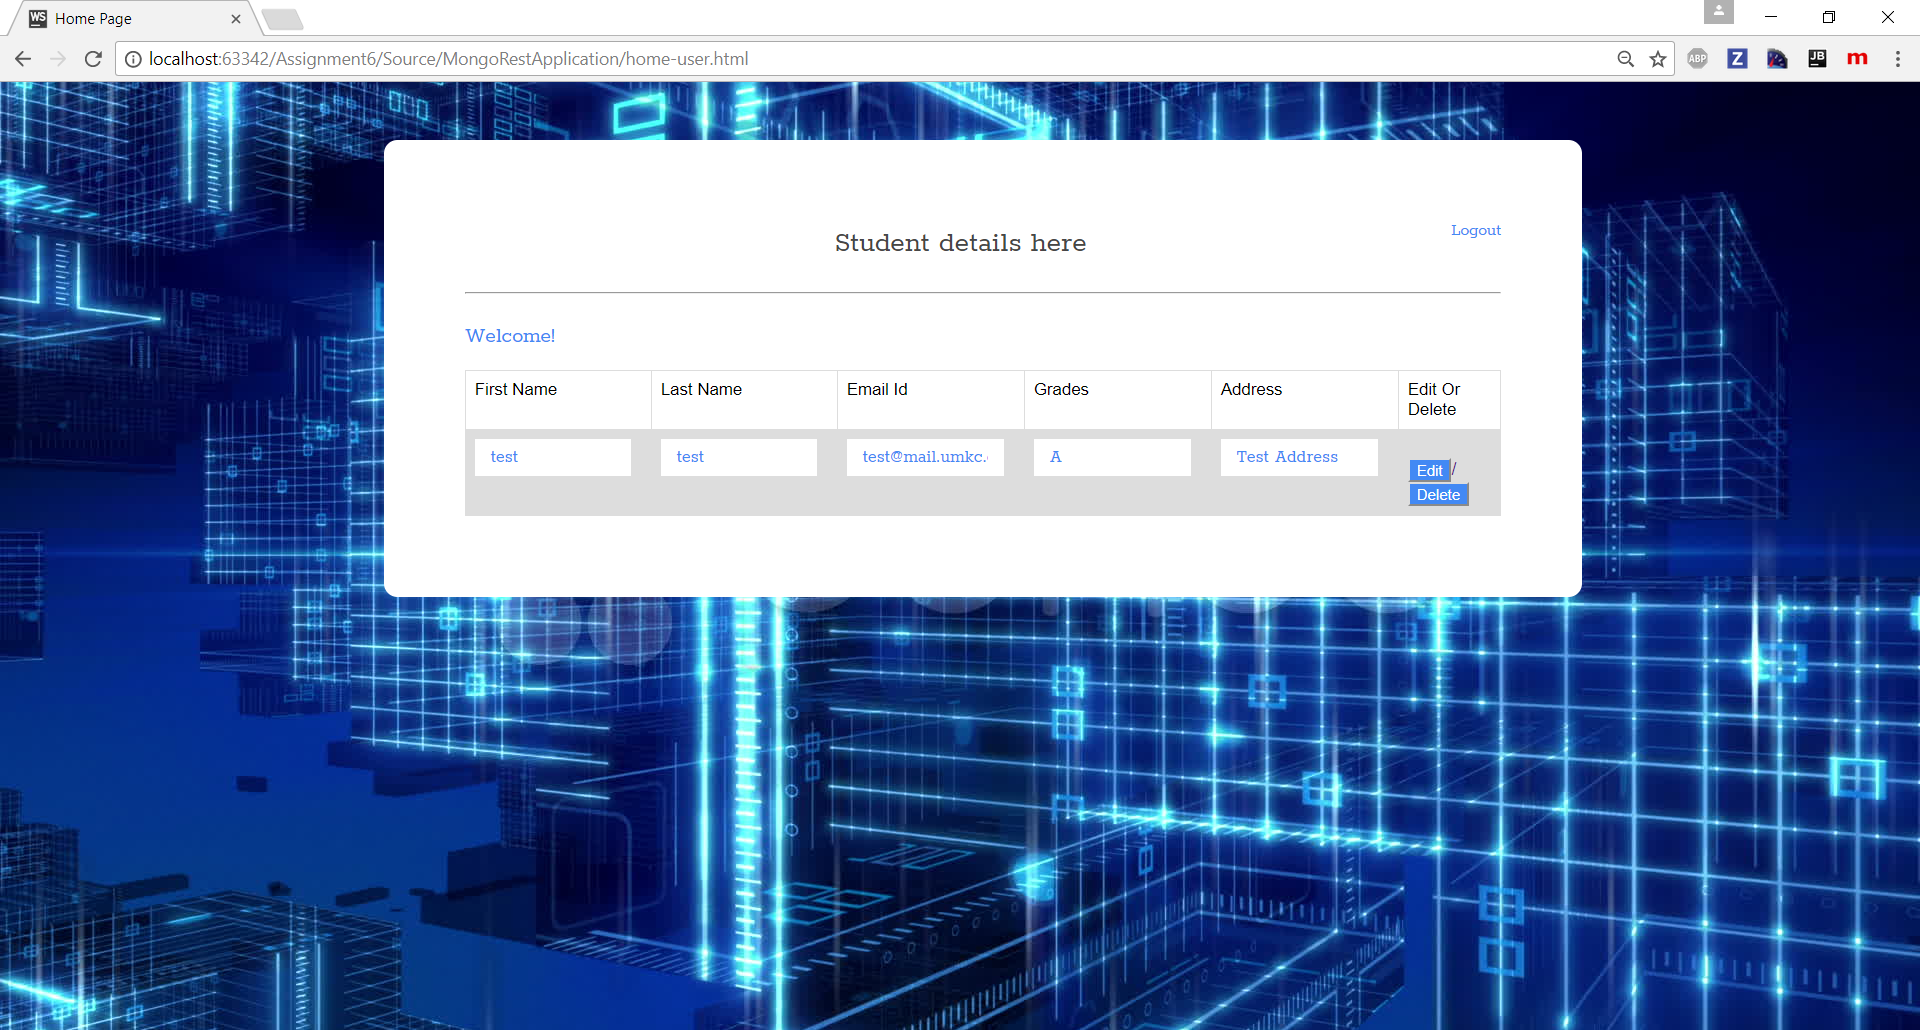 WS Home Page
localhost:63342/Assignment6/Source/MongoRestApplication/home-user.html
ABP Z JB m
Logout
Student details here
Welcome!
First Name Last Name Email Id Grades Address Edit Or
Delete
test test test@mail.umkc. A Test Address
Edit /
Delete